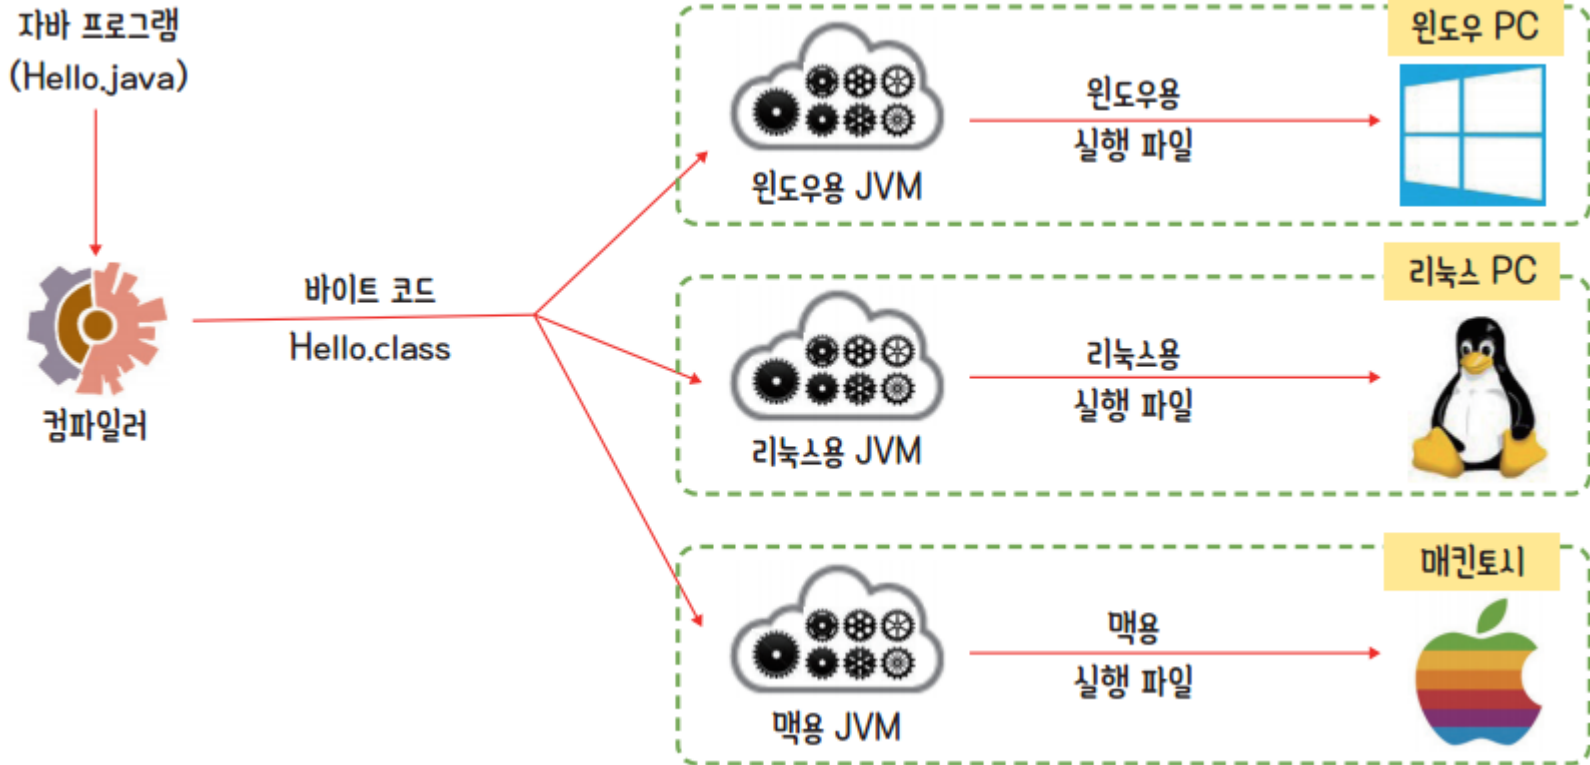 자바 프로그램
(Hello.java)
컴파일러
바이트 코드
Hello.class
윈도우용 JVM
윈도우용
실행 파일
윈도우 PC
리눅스용 JVM
리눅스용
실행 파일
리눅스 PC
맥용 JVM
맥용
실행 파일
매킨토시